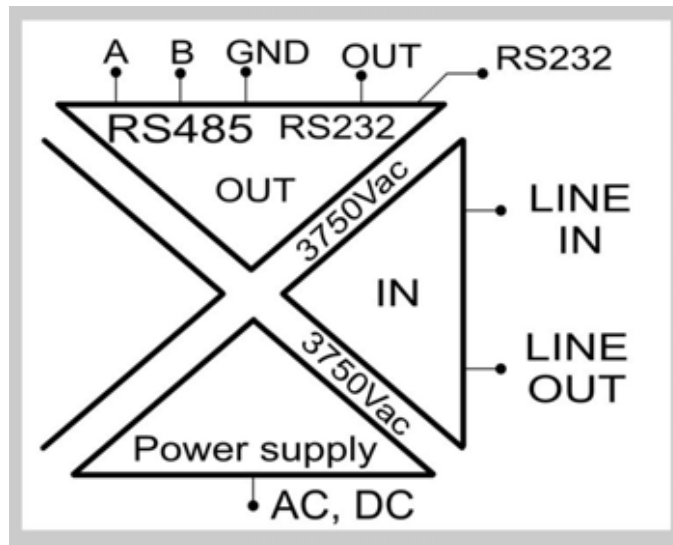 A B GND OUT RS232
RS485 RS232
OUT
3750Vac
LINE
IN
IN
3750Vac
LINE
OUT
Power supply
AC, DC